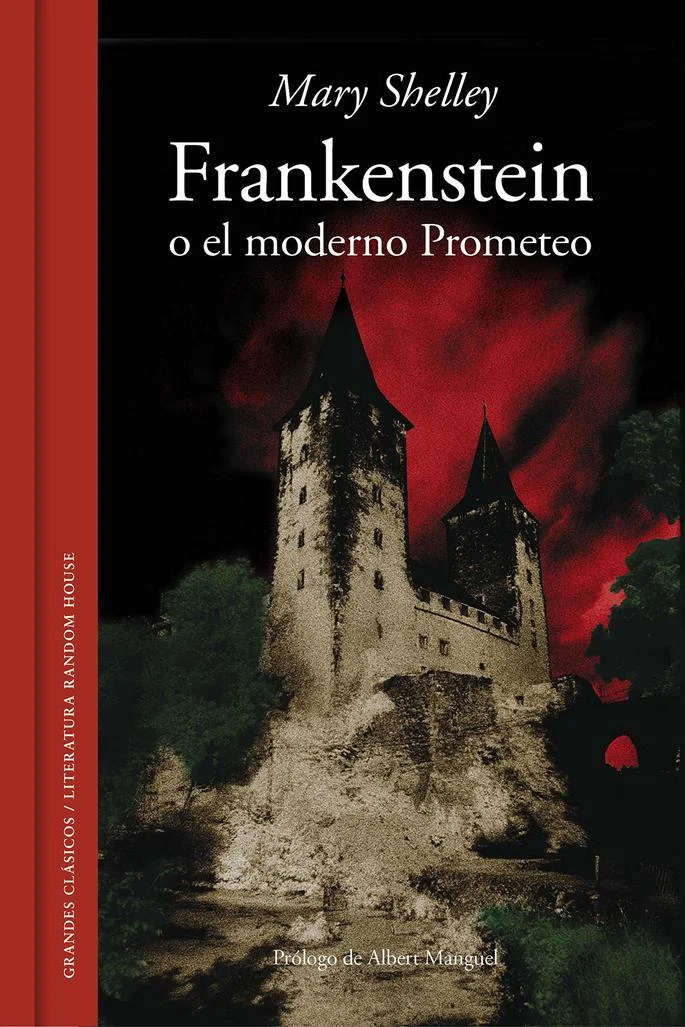 Mary Shelley
Frankenstein
o el moderno Prometeo
GRANDES CLÁSICOS / LITERATURA RANDOM HOUSE
Prólogo de Albert Manguel